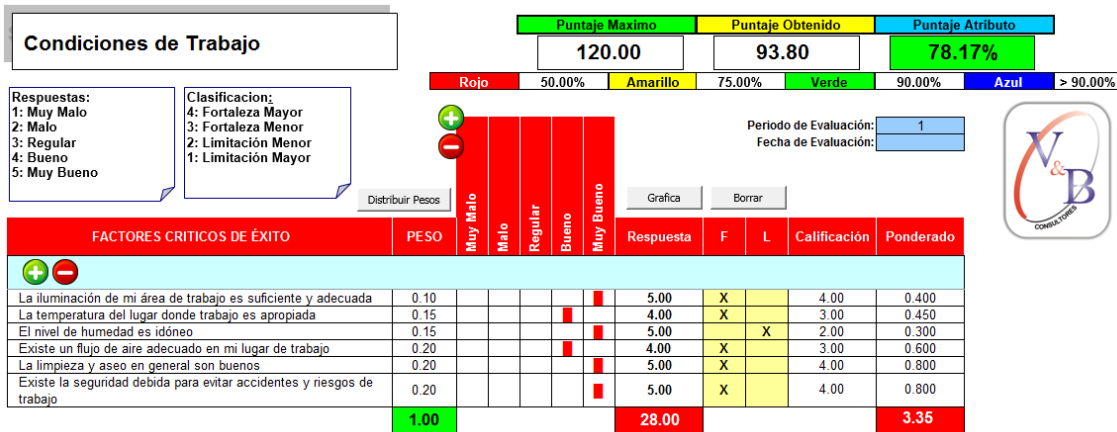 Condiciones de Trabajo
Puntaje Maximo Puntaje Obtenido Puntaje Atributo
120.00 93.80 78.17%
Rojo 50.00% Amarillo 75.00% Verde 90.00% Azul > 90.00%
Respuestas:
1: Muy Malo
2: Malo
3: Regular
4: Bueno
5: Muy Bueno
Clasificacion:
4: Fortaleza Mayor
3: Fortaleza Menor
2: Limitación Menor
1: Limitación Mayor
Periodo de Evaluación: 1
Fecha de Evaluación:
V&B
CONSULTORES
Distribuir Pesos
Grafica Borrar
FACTORES CRITICOS DE ÉXITO PESO Muy Malo Malo Regular Bueno Muy Bueno Respuesta F L Calificación Ponderado
La iluminación de mi área de trabajo es suficiente y adecuada 0.10 5.00 X 4.00 0.400
La temperatura del lugar donde trabajo es apropiada 0.15 4.00 X 3.00 0.450
El nivel de humedad es idóneo 0.15 5.00 X 2.00 0.300
Existe un flujo de aire adecuado en mi lugar de trabajo 0.20 4.00 X 3.00 0.600
La limpieza y aseo en general son buenos 0.20 5.00 X 4.00 0.800
Existe la seguridad debida para evitar accidentes y riesgos de
trabajo 0.20 5.00 X 4.00 0.800
1.00 28.00 3.35